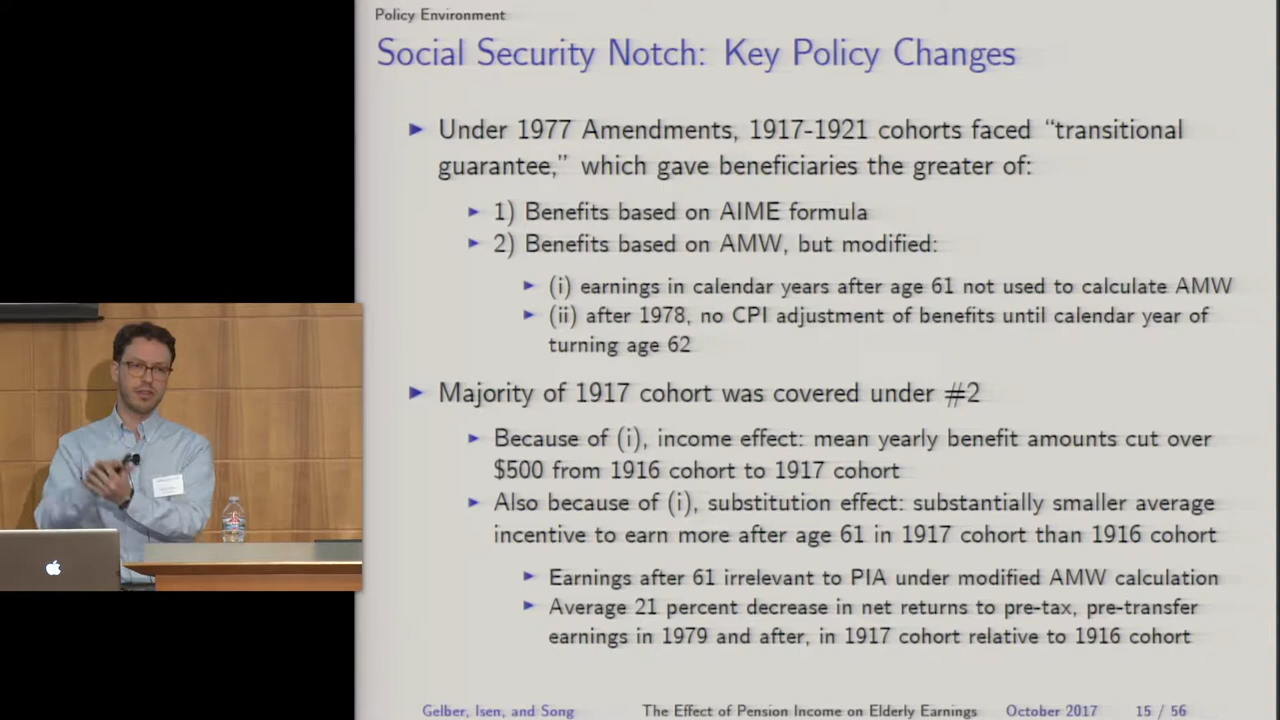 Policy Environment
Social Security Notch: Key Policy Changes
Under 1977 Amendments, 1917-1921 cohorts faced “transitional
guarantee,” which gave beneficiaries the greater of:
1) Benefits based on AIME formula
2) Benefits based on AMW, but modified:
(i) earnings in calendar years after age 61 not used to calculate AMW
(ii) after 1978, no CPI adjustment of benefits until calendar year of
turning age 62
Majority of 1917 cohort was covered under #2
Because of (i), income effect: mean yearly benefit amounts cut over
$500 from 1916 cohort to 1917 cohort
Also because of (i), substitution effect: substantially smaller average
incentive to earn more after age 61 in 1917 cohort than 1916 cohort
Earnings after 61 irrelevant to PIA under modified AMW calculation
Average 21 percent decrease in net returns to pre-tax, pre-transfer
earnings in 1979 and after, in 1917 cohort relative to 1916 cohort
Gelber, Isen, and Song The Effect of Pension Income on Elderly Earnings October 2017 15 / 56